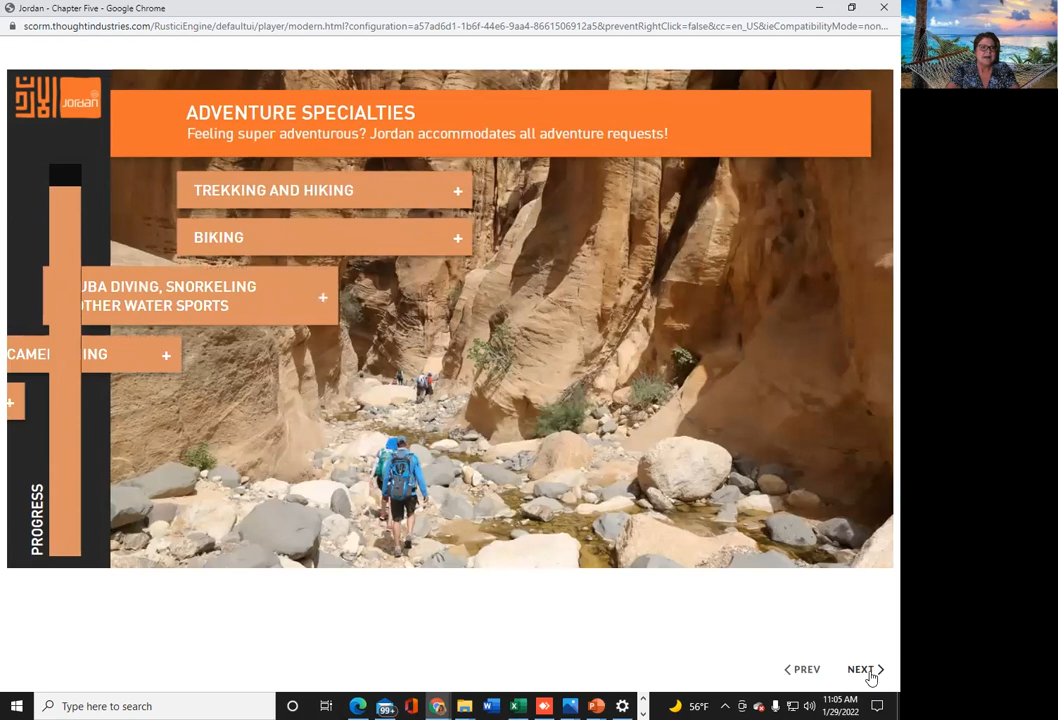 Jordan - Chapter Five - Google Chrome
scorm.thoughtindustries.com/RusticiEngine/defaultui/player/modern.html?configuration=a57ad6d1-1b6f-44e6-9aa4-8661506912a5&preventRightClick=false&cc=en_US&ieCompatibilityMode=non...
Jordan
ADVENTURE SPECIALTIES
Feeling super adventurous? Jordan accommodates all adventure requests!
TREKKING AND HIKING +
BIKING +
UBA DIVING, SNORKELING
OTHER WATER SPORTS +
CAMEL ING +
+
PROGRESS
PREV NEXT
Type here to search
99+
56°F
11:05 AM
1/29/2022